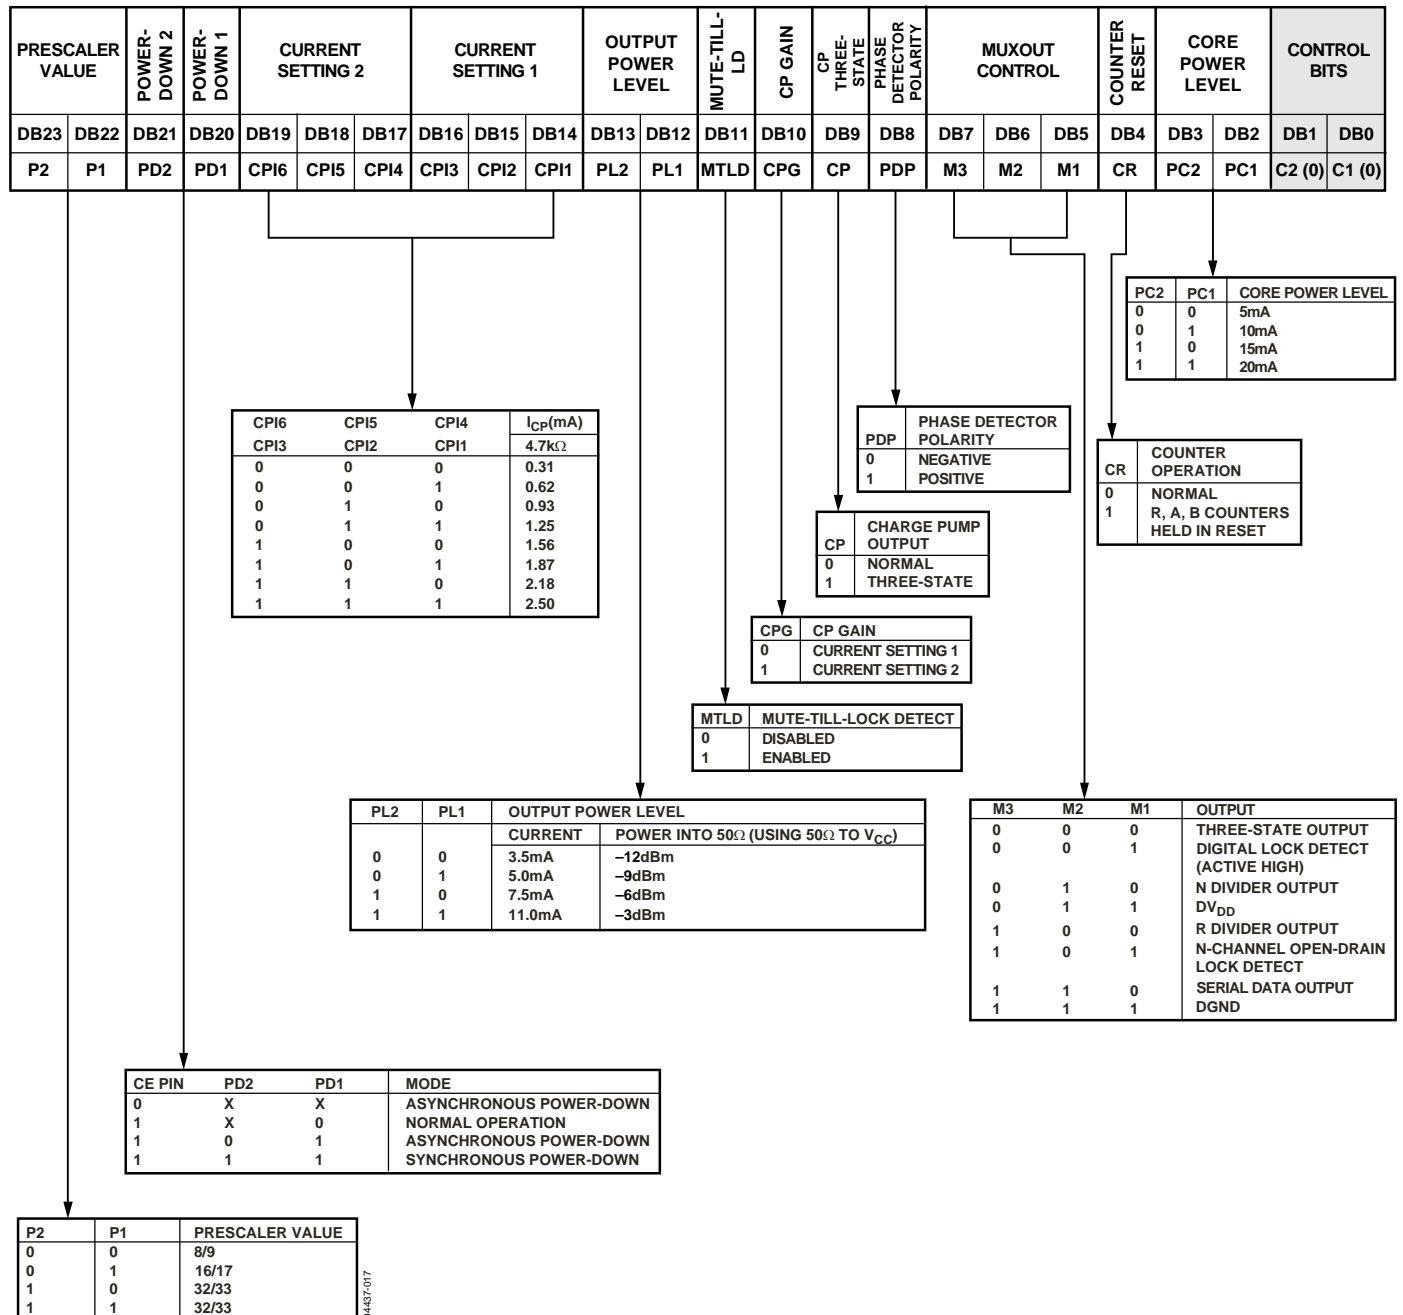 PRESCALER VALUE
POWER-DOWN 2
POWER-DOWN 1
CURRENT SETTING 2
CURRENT SETTING 1
OUTPUT POWER LEVEL
MUTE-TILL-LD
CP GAIN
CP THREE-STATE
PHASE DETECTOR POLARITY
MUXOUT CONTROL
COUNTER RESET
CORE POWER LEVEL
CONTROL BITS
DB23 DB22 DB21 DB20 DB19 DB18 DB17 DB16 DB15 DB14 DB13 DB12 DB11 DB10 DB9 DB8 DB7 DB6 DB5 DB4 DB3 DB2 DB1 DB0
P2 P1 PD2 PD1 CPI6 CPI5 CPI4 CPI3 CPI2 CPI1 PL2 PL1 MTLD CPG CP PDP M3 M2 M1 CR PC2 PC1 C2 (0) C1 (0)
PC2 PC1 CORE POWER LEVEL
0 0 5mA
0 1 10mA
1 0 15mA
1 1 20mA
CPI6 CPI5 CPI4 ICP(mA)
CPI3 CPI2 CPI1 4.7kΩ
0 0 0 0.31
0 0 1 0.62
0 1 0 0.93
0 1 1 1.25
1 0 0 1.56
1 0 1 1.87
1 1 0 2.18
1 1 1 2.50
PHASE DETECTOR
PDP POLARITY
0 NEGATIVE
1 POSITIVE
COUNTER
CR OPERATION
0 NORMAL
1 R, A, B COUNTERS
HELD IN RESET
CHARGE PUMP
CP OUTPUT
0 NORMAL
1 THREE-STATE
CPG CP GAIN
0 CURRENT SETTING 1
1 CURRENT SETTING 2
MTLD MUTE-TILL-LOCK DETECT
0 DISABLED
1 ENABLED
PL2 PL1 OUTPUT POWER LEVEL
CURRENT POWER INTO 50Ω (USING 50Ω TO VCC)
0 0 3.5mA –12dBm
0 1 5.0mA –9dBm
1 0 7.5mA –6dBm
1 1 11.0mA –3dBm
M3 M2 M1 OUTPUT
0 0 0 THREE-STATE OUTPUT
0 0 1 DIGITAL LOCK DETECT
(ACTIVE HIGH)
0 1 0 N DIVIDER OUTPUT
0 1 1 DVDD
1 0 0 R DIVIDER OUTPUT
1 0 1 N-CHANNEL OPEN-DRAIN
LOCK DETECT
1 1 0 SERIAL DATA OUTPUT
1 1 1 DGND
CE PIN PD2 PD1 MODE
0 X X ASYNCHRONOUS POWER-DOWN
1 X 0 NORMAL OPERATION
1 0 1 ASYNCHRONOUS POWER-DOWN
1 1 1 SYNCHRONOUS POWER-DOWN
P2 P1 PRESCALER VALUE
0 0 8/9
0 1 16/17
1 0 32/33
1 1 32/33